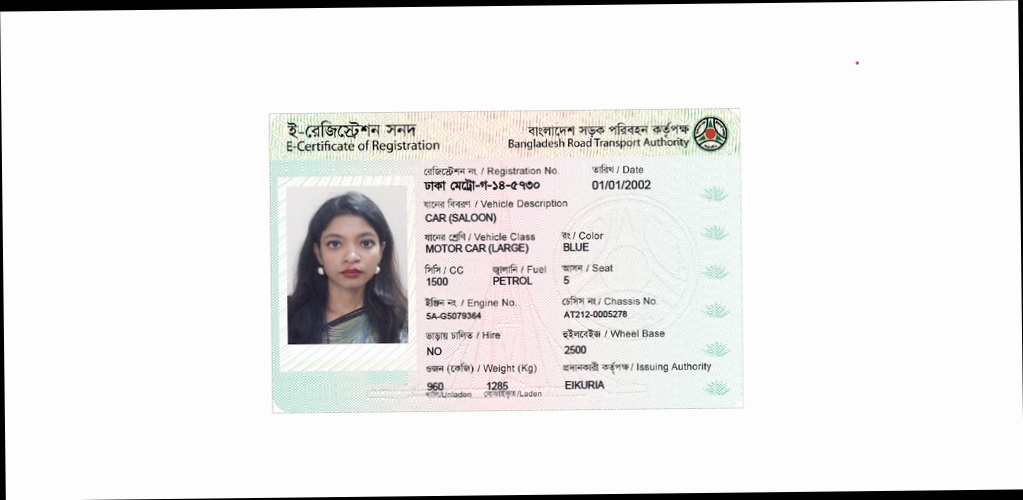 ই-রেজিস্ট্রেশন সনদ
E-Certificate of Registration
বাংলাদেশ সড়ক পরিবহন কর্তৃপক্ষ
Bangladesh Road Transport Authority
রেজিস্ট্রেশন নং / Registration No.
ঢাকা মেট্রো-গ-১৪-৫৭৩০
তারিখ / Date
01/01/2002
যানের বিবরণ / Vehicle Description
CAR (SALOON)
যানের শ্রেণি / Vehicle Class
MOTOR CAR (LARGE)
রং / Color
BLUE
সিসি / CC
1500
জ্বালানি / Fuel
PETROL
আসন / Seat
5
ইঞ্জিন নং / Engine No.
5A-G5079364
চেসিস নং / Chassis No.
AT212-0005278
ভাড়ায় চালিত / Hire
NO
হুইলবেইজ / Wheel Base
2500
ওজন (কেজি) / Weight (Kg)
960 1285
খালি/Unladen বোঝাইকৃত/Laden
প্রদানকারী কর্তৃপক্ষ / Issuing Authority
EIKURIA